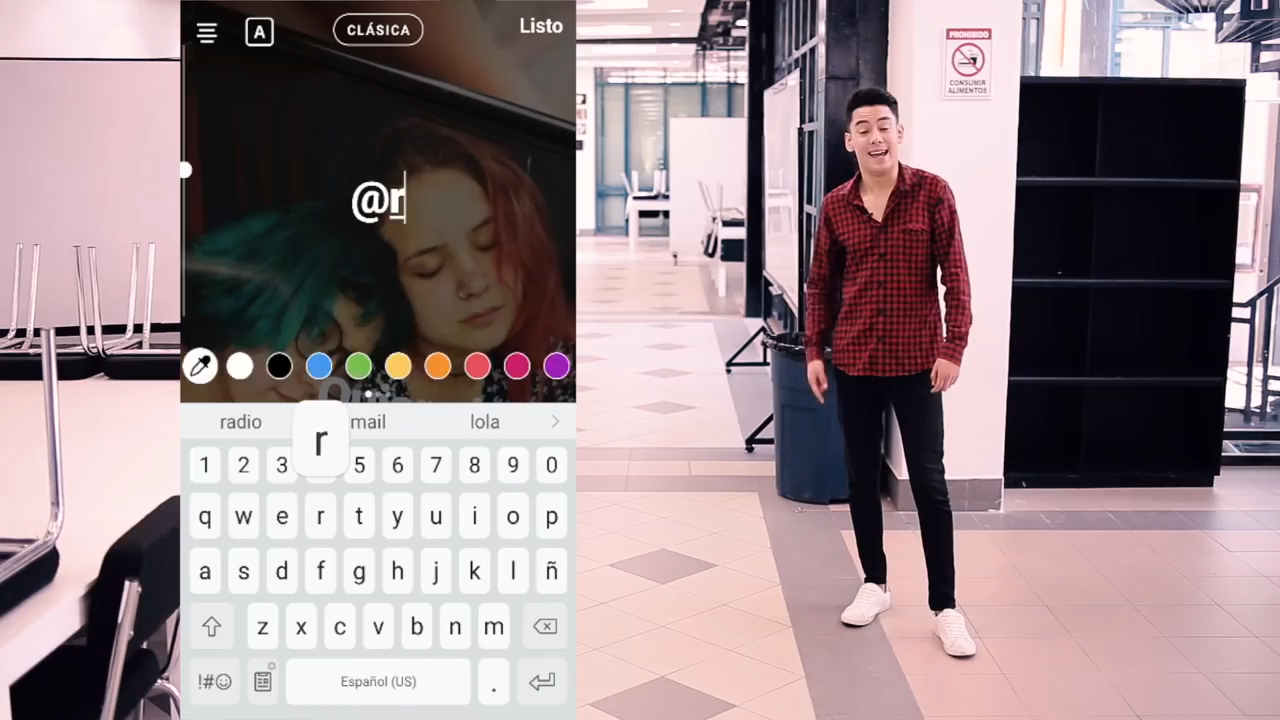 A
CLÁSICA
Listo
@r
radio
mail
lola
r
1 2 3 5 6 7 8 9 0
q w e r t y u i o p
a s d f g h j k l ñ
z x c v b n m
!#
Español (US)
.
PROHIBIDO
CONSUMIR
ALIMENTOS